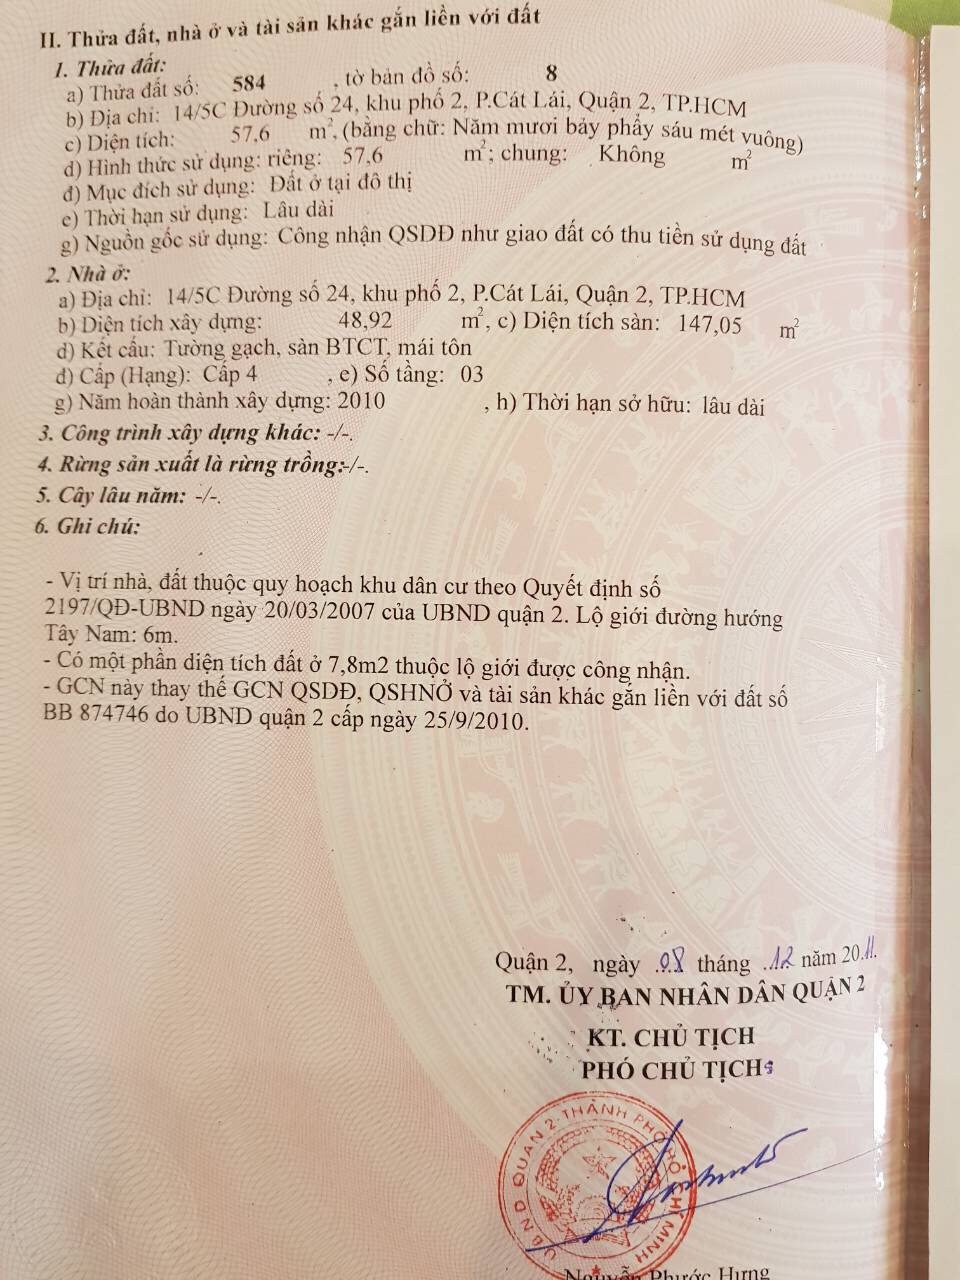 II. Thửa đất, nhà ở và tài sản khác gắn liền với đất
1. Thửa đất:
a) Thửa đất số: 584 , tờ bản đồ số: 8
b) Địa chỉ: 14/5C Đường số 24, khu phố 2, P.Cát Lái, Quận 2, TP.HCM
c) Diện tích: 57,6 m², (bằng chữ: Năm mươi bảy phẩy sáu mét vuông)
d) Hình thức sử dụng: riêng: 57,6 m²; chung: Không m²
đ) Mục đích sử dụng: Đất ở tại đô thị
e) Thời hạn sử dụng: Lâu dài
g) Nguồn gốc sử dụng: Công nhận QSDĐ như giao đất có thu tiền sử dụng đất
2. Nhà ở:
a) Địa chỉ: 14/5C Đường số 24, khu phố 2, P.Cát Lái, Quận 2, TP.HCM
b) Diện tích xây dựng: 48,92 m², c) Diện tích sàn: 147,05 m²
d) Kết cấu: Tường gạch, sàn BTCT, mái tôn
đ) Cấp (Hạng): Cấp 4 , e) Số tầng: 03
g) Năm hoàn thành xây dựng: 2010 , h) Thời hạn sở hữu: lâu dài
3. Công trình xây dựng khác: -/-.
4. Rừng sản xuất là rừng trồng:-/-.
5. Cây lâu năm: -/-.
6. Ghi chú:
- Vị trí nhà, đất thuộc quy hoạch khu dân cư theo Quyết định số
2197/QĐ-UBND ngày 20/03/2007 của UBND quận 2. Lộ giới đường hướng
Tây Nam: 6m.
- Có một phần diện tích đất ở 7,8m2 thuộc lộ giới được công nhận.
- GCN này thay thế GCN QSDĐ, QSHNỞ và tài sản khác gắn liền với đất số
BB 874746 do UBND quận 2 cấp ngày 25/9/2010.
Quận 2, ngày 08 tháng 12 năm 2011.
TM. ỦY BAN NHÂN DÂN QUẬN 2
KT. CHỦ TỊCH
PHÓ CHỦ TỊCH
UBND QUẬN 2 THÀNH PHỐ HỒ CHÍ MINH
Nguyễn Phước Hưng